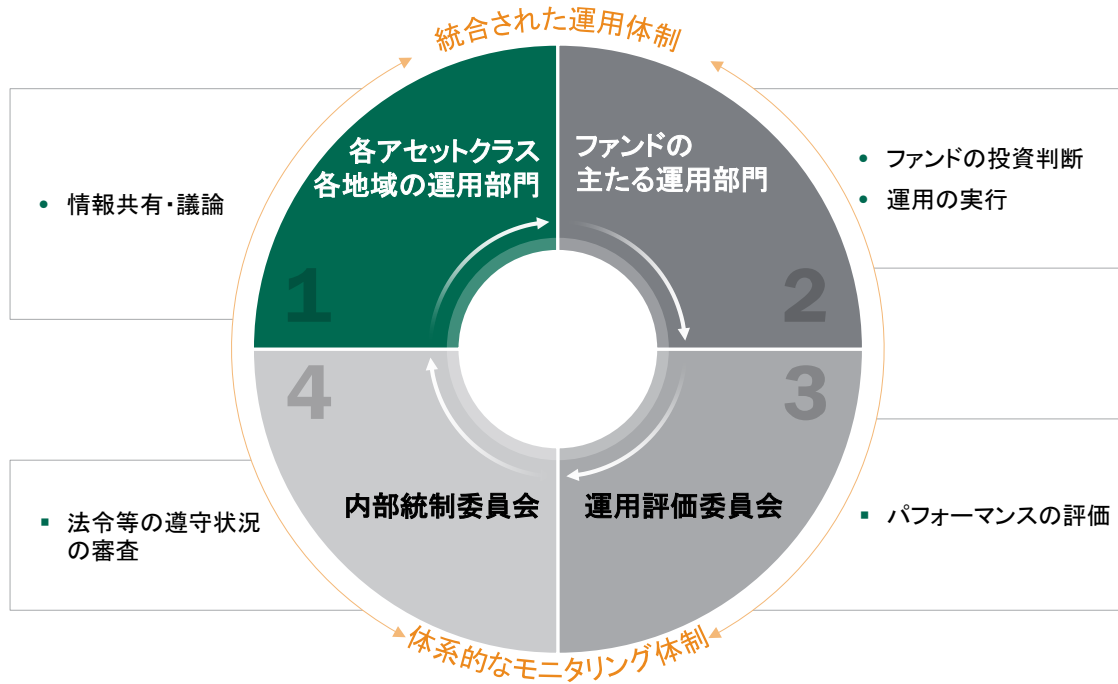 統合された運用体制
各アセットクラス
各地域の運用部門
ファンドの
主たる運用部門
• 情報共有・議論
• ファンドの投資判断
• 運用の実行
1
2
4
3
内部統制委員会
運用評価委員会
▪ 法令等の遵守状況
の審査
▪ パフォーマンスの評価
体系的なモニタリング体制